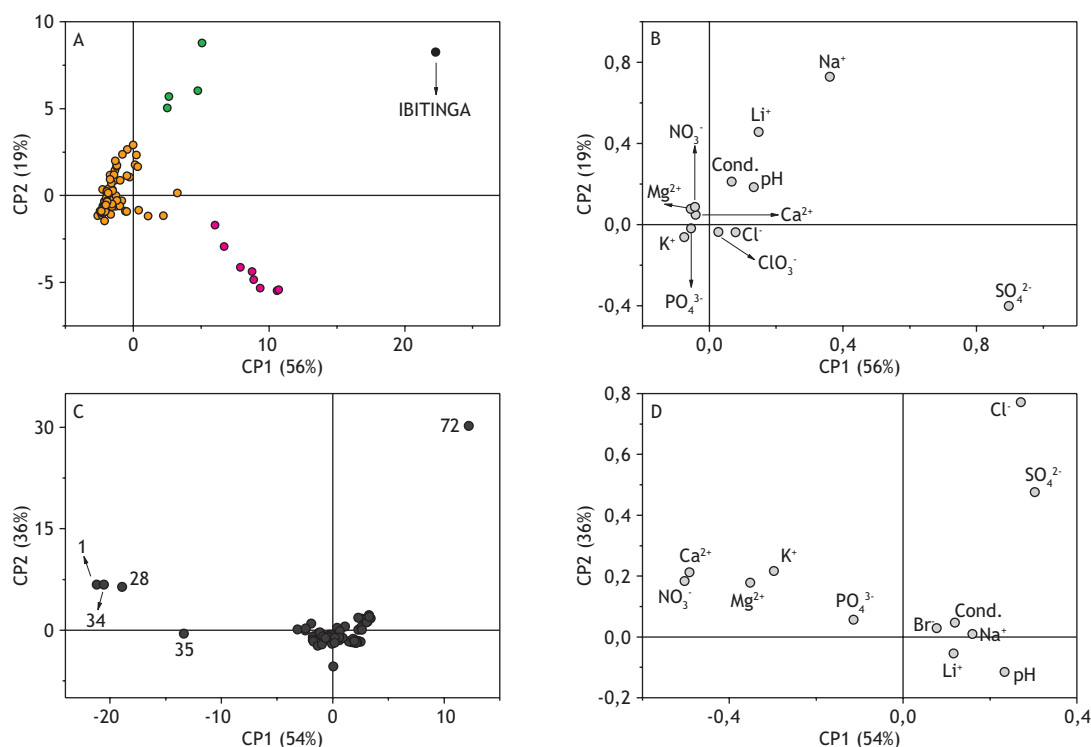 A
10
5
0
-5
CP2 (19%)
IBITINGA
0
10
20
CP1 (56%)
B
0,8
0,4
0,0
-0,4
CP2 (19%)
Na⁺
Li⁺
NO₃⁻
Cond.
pH
Mg²⁺
Ca²⁺
K⁺
Cl⁻
ClO₃⁻
PO₄³⁻
SO₄²⁻
0,0
0,4
0,8
CP1 (56%)
C
30
15
0
CP2 (36%)
72
1
28
34
35
-20
-10
0
10
CP1 (54%)
D
0,8
0,6
0,4
0,2
0,0
-0,2
CP2 (36%)
Cl⁻
SO₄²⁻
Ca²⁺
K⁺
NO₃⁻
Mg²⁺
PO₄³⁻
Cond.
Br⁻
Na⁺
Li⁺
pH
-0,4
0,0
0,4
CP1 (54%)